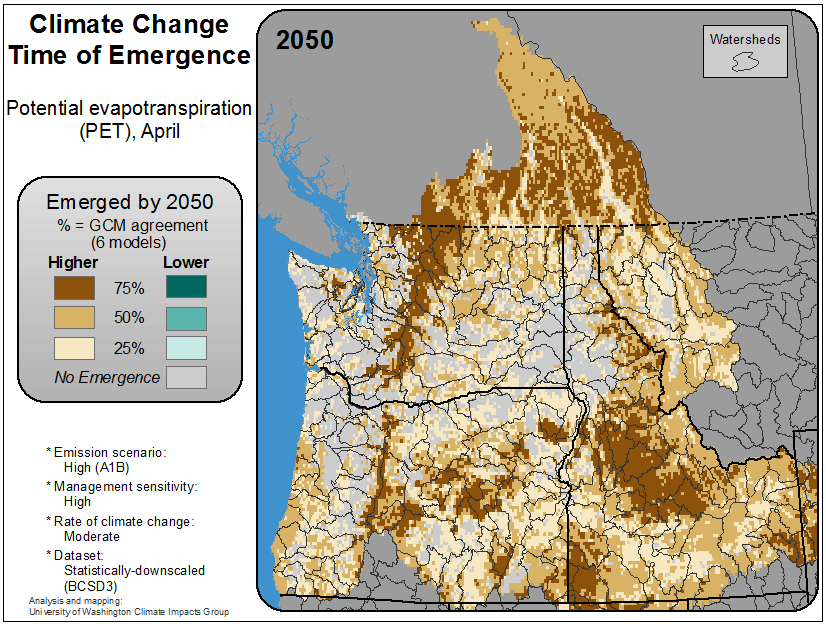 Climate Change
Time of Emergence
Potential evapotranspiration
(PET), April
Emerged by 2050
% = GCM agreement
(6 models)
Higher Lower
75%
50%
25%
No Emergence
* Emission scenario:
High (A1B)
* Management sensitivity:
High
* Rate of climate change:
Moderate
* Dataset:
Statistically-downscaled
(BCSD3)
Analysis and mapping:
University of Washington Climate Impacts Group
2050
Watersheds